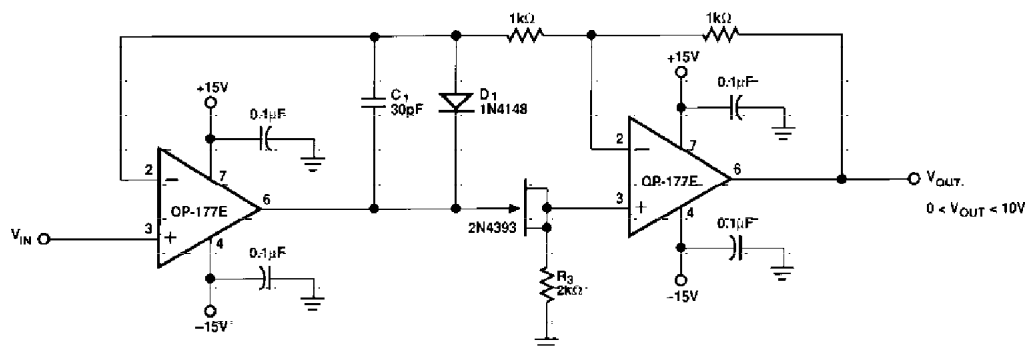 1kΩ
1kΩ
+15V
0.1µF
C1
30pF
D1
1N4148
+15V
0.1µF
2
7
OP-177E
6
3
4
VIN
0.1µF
–15V
2N4393
R3
2kΩ
2
7
OP-177E
6
3
4
VOUT
0 < VOUT < 10V
0.1µF
–15V